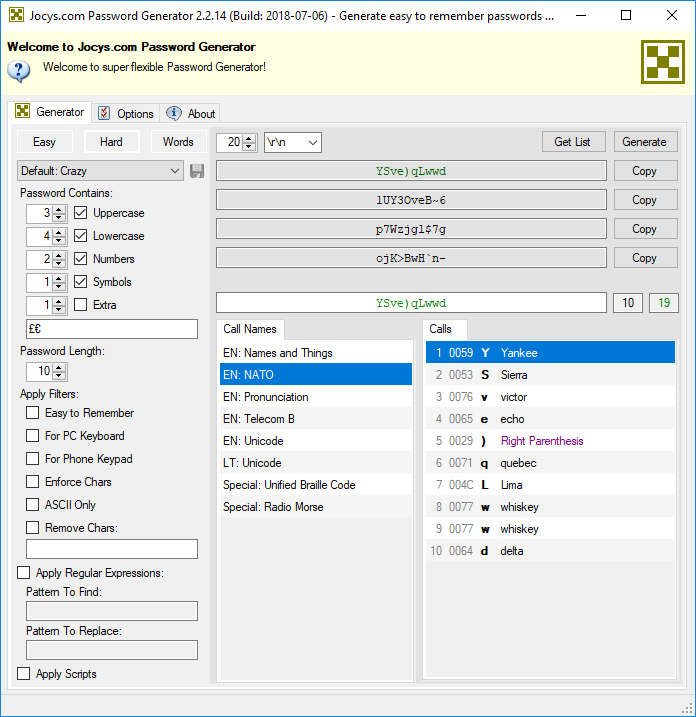 Jocys.com Password Generator 2.2.14 (Build: 2018-07-06) - Generate easy to remember passwords ...
Welcome to Jocys.com Password Generator
Welcome to super flexible Password Generator!
Generator Options About
Easy Hard Words
Default: Crazy
Password Contains:
3 Uppercase
4 Lowercase
2 Numbers
1 Symbols
1 Extra
££€
Password Length:
10
Apply Filters:
Easy to Remember
For PC Keyboard
For Phone Keypad
Enforce Chars
ASCII Only
Remove Chars:
Apply Regular Expressions:
Pattern To Find:
Pattern To Replace:
Apply Scripts
20 \r\n Get List Generate
YSve)qLwwd Copy
1UY3OveB~6 Copy
p7Wzjgl$7g Copy
ojK>BwH`n- Copy
YSve)qLwwd 10 19
Call Names
EN: Names and Things
EN: NATO
EN: Pronunciation
EN: Telecom B
EN: Unicode
LT: Unicode
Special: Unified Braille Code
Special: Radio Morse
Calls
1 0059 Y Yankee
2 0053 S Sierra
3 0076 v victor
4 0065 e echo
5 0029 ) Right Parenthesis
6 0071 q quebec
7 004C L Lima
8 0077 w whiskey
9 0077 w whiskey
10 0064 d delta